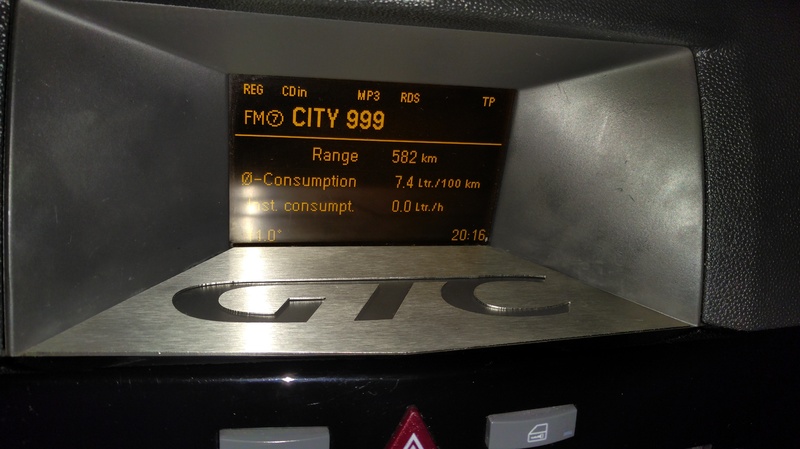 REG CDin MP3 RDS TP
FM⑦ CITY 999
Range 582 km
Ø-Consumption 7.4 Ltr./100 km
consumpt. 0.0 Ltr./h
20:16
GTC